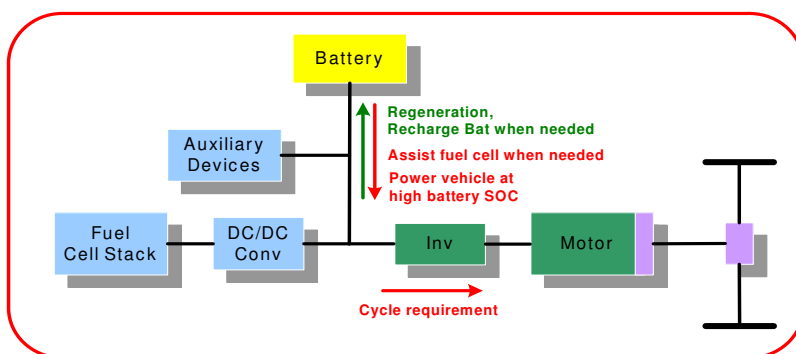 Battery
Regeneration,
Recharge Bat when needed
Auxiliary
Devices
Assist fuel cell when needed
Power vehicle at
high battery SOC
Fuel
Cell Stack
DC/DC
Conv
Inv
Motor
Cycle requirement